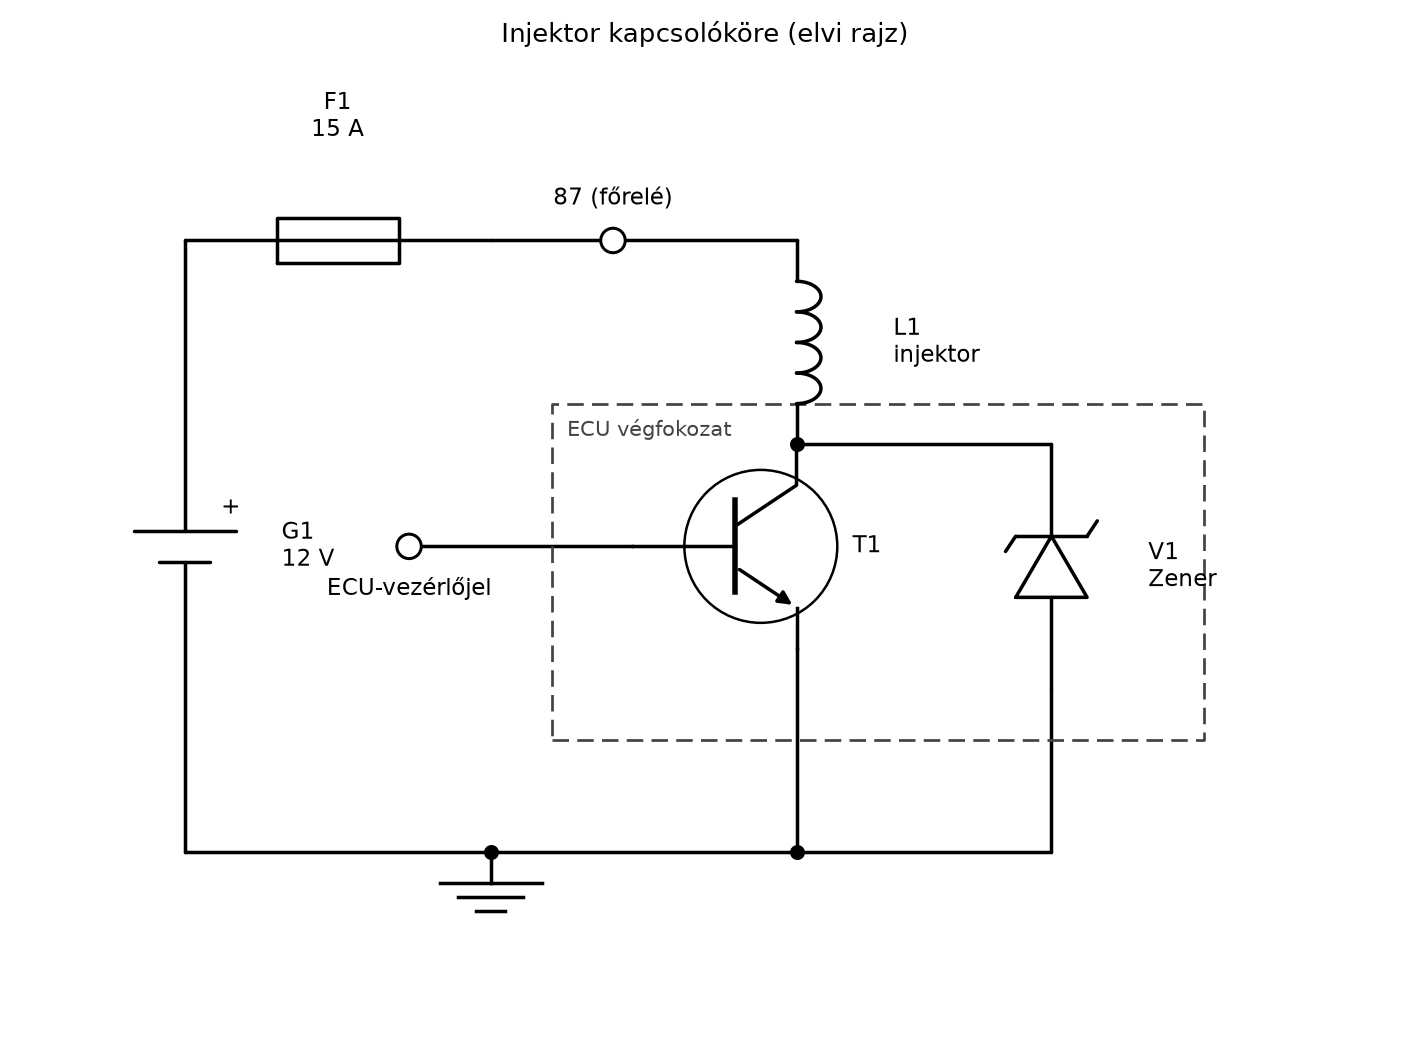 Injektor kapcsolóköre (elvi rajz)
F1
15 A
87 (főrelé)
L1
injektor
ECU végfokozat
+
G1
12 V
ECU-vezérlőjel
T1
V1
Zener